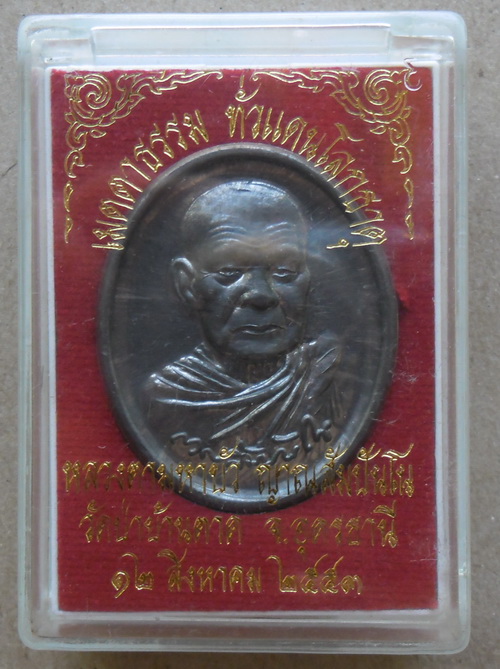 เมตตาธรรม ทั่วแดนโลกธาตุ
หลวงตามหาบัว ญาณสัมปันโน
วัดป่าบ้านตาด จ.อุดรธานี
๑๒ สิงหาคม ๒๕๕๓